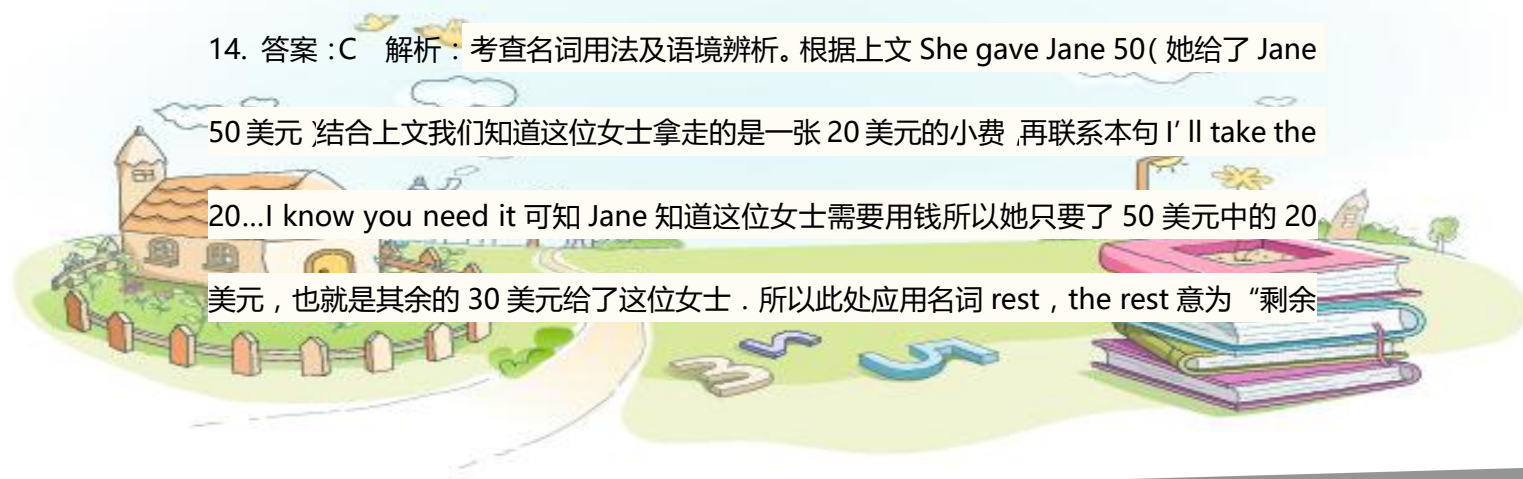 14. 答案：C 解析：考查名词用法及语境辨析。根据上文 She gave Jane 50（她给了 Jane
50 美元）结合上文我们知道这位女士拿走的是一张 20 美元的小费，再联系本句 I' ll take the
20...I know you need it 可知 Jane 知道这位女士需要用钱所以她只要了 50 美元中的 20
美元，也就是其余的 30 美元给了这位女士．所以此处应用名词 rest，the rest 意为“剩余